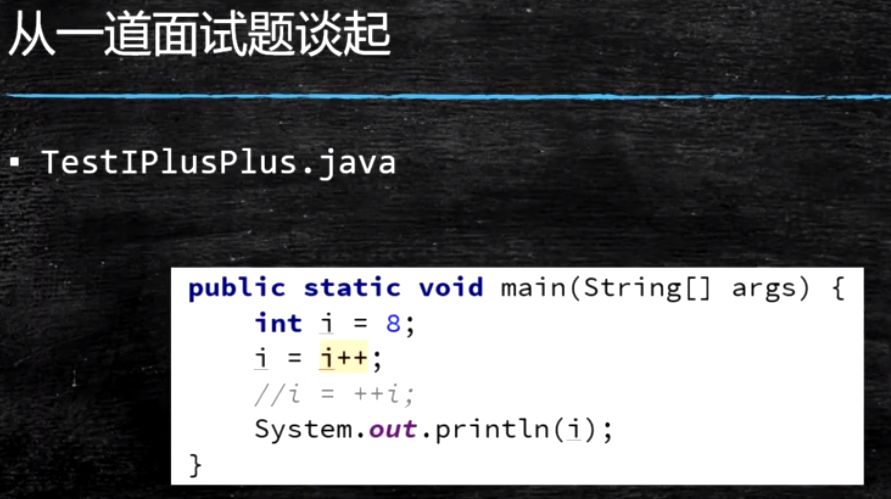 从一道面试题谈起
▪ TestIPlusPlus.java
public static void main(String[] args) {
int i = 8;
i = i++;
//i = ++i;
System.out.println(i);
}